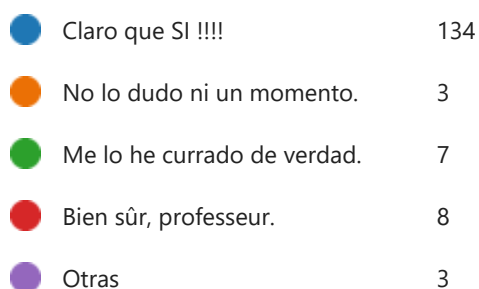 Claro que SI !!!! 134
No lo dudo ni un momento. 3
Me lo he currado de verdad. 7
Bien sûr, professeur. 8
Otras 3